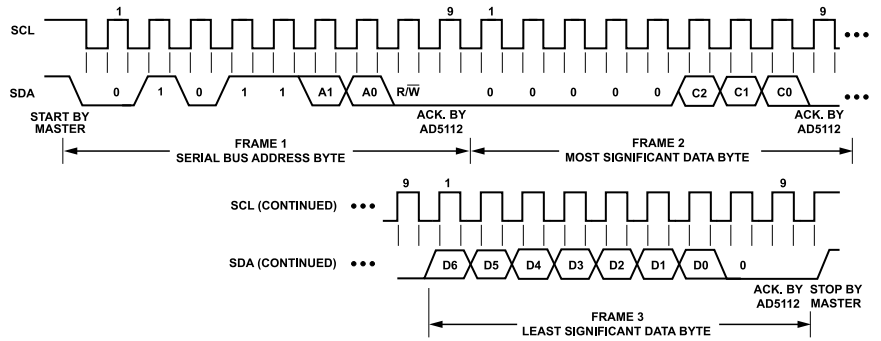 1 9 1 9
SCL •••
SDA 0 1 0 1 1 A1 A0 R/W̅ 0 0 0 0 0 C2 C1 C0 •••
START BY MASTER
ACK. BY AD5112
ACK. BY AD5112
FRAME 1
SERIAL BUS ADDRESS BYTE
FRAME 2
MOST SIGNIFICANT DATA BYTE
9 1 9
SCL (CONTINUED) •••
SDA (CONTINUED) ••• D6 D5 D4 D3 D2 D1 D0 0
ACK. BY AD5112
STOP BY MASTER
FRAME 3
LEAST SIGNIFICANT DATA BYTE